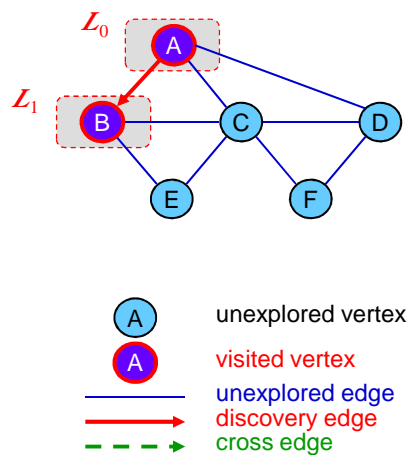 L₀
A
L₁
B
C
D
E
F
A unexplored vertex
A visited vertex
unexplored edge
discovery edge
cross edge